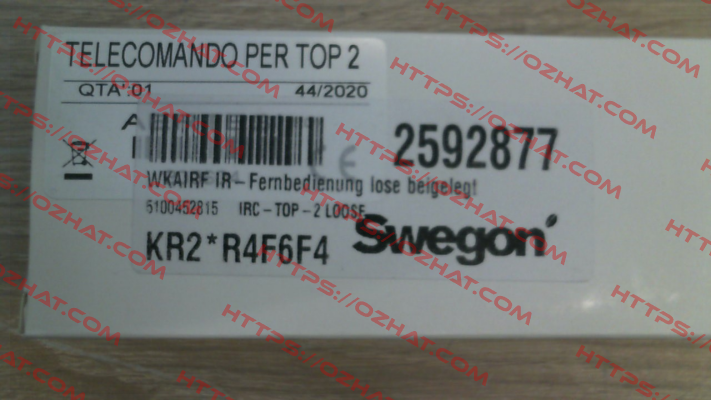 TELECOMANDO PER TOP 2
QTA':01 44/2020
2592877
WKAIRF IR-Fernbedienung lose beigelegt
6100452815 IRC-TOP-2 LOOSE
KR2*R4F6F4
Swegon
HTTPS://OZHAT.COM